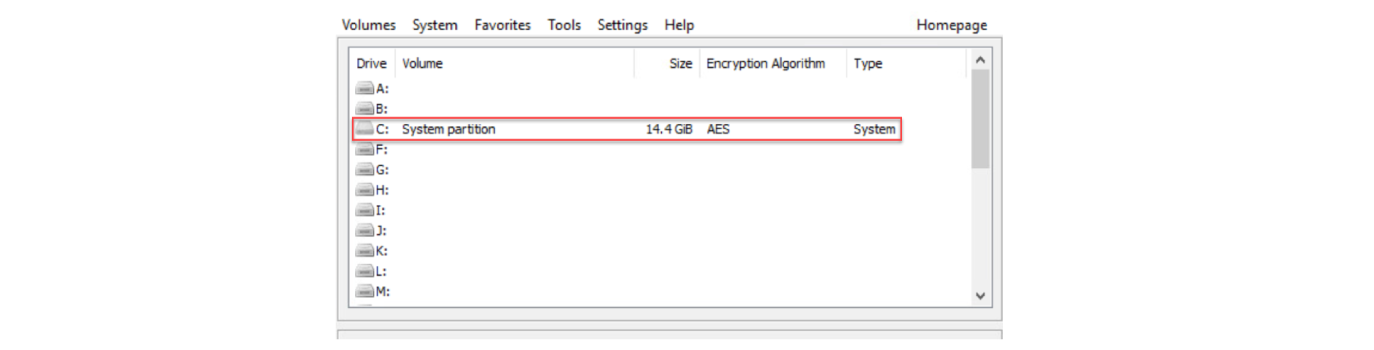 Volumes System Favorites Tools Settings Help Homepage
Drive Volume Size Encryption Algorithm Type
A:
B:
C: System partition 14.4 GiB AES System
F:
G:
H:
I:
J:
K:
L:
M: